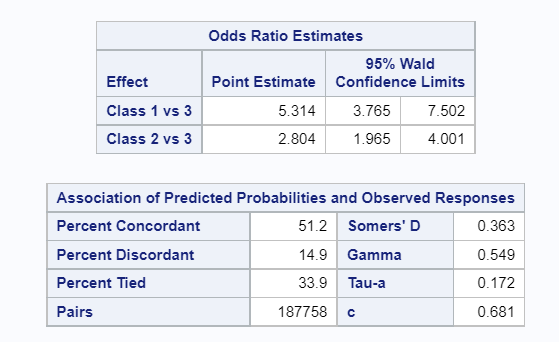 Odds Ratio Estimates
Effect Point Estimate 95% Wald Confidence Limits
Class 1 vs 3 5.314 3.765 7.502
Class 2 vs 3 2.804 1.965 4.001
Association of Predicted Probabilities and Observed Responses
Percent Concordant 51.2 Somers' D 0.363
Percent Discordant 14.9 Gamma 0.549
Percent Tied 33.9 Tau-a 0.172
Pairs 187758 c 0.681